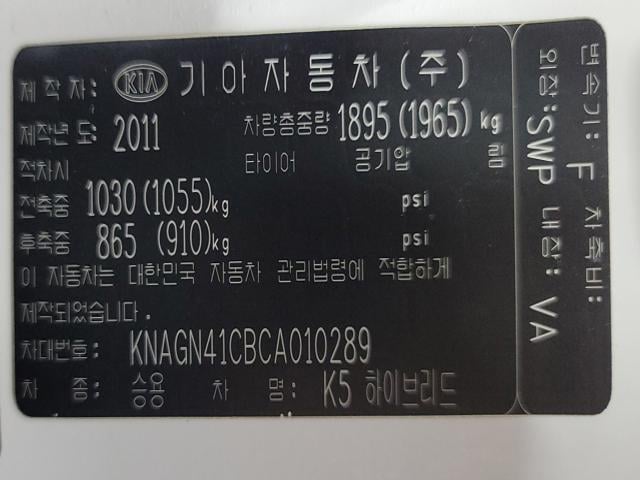 제 작 자: KIA 기아자동차(주)
제작년 도: 2011 차량총중량 1895 (1965) kg
적차시 타이어 공기압 림
전축중 1030 (1055)kg psi
후축중 865 (910)kg psi
이 자동차는 대한민국 자동차 관리법령에 적합하게
제작되었습니다.
차대번호: KNAGN41CBCA010289
차 종: 승용 차 명: K5 하이브리드
변속기: F 차축비:
외장:SWP 내장: VA